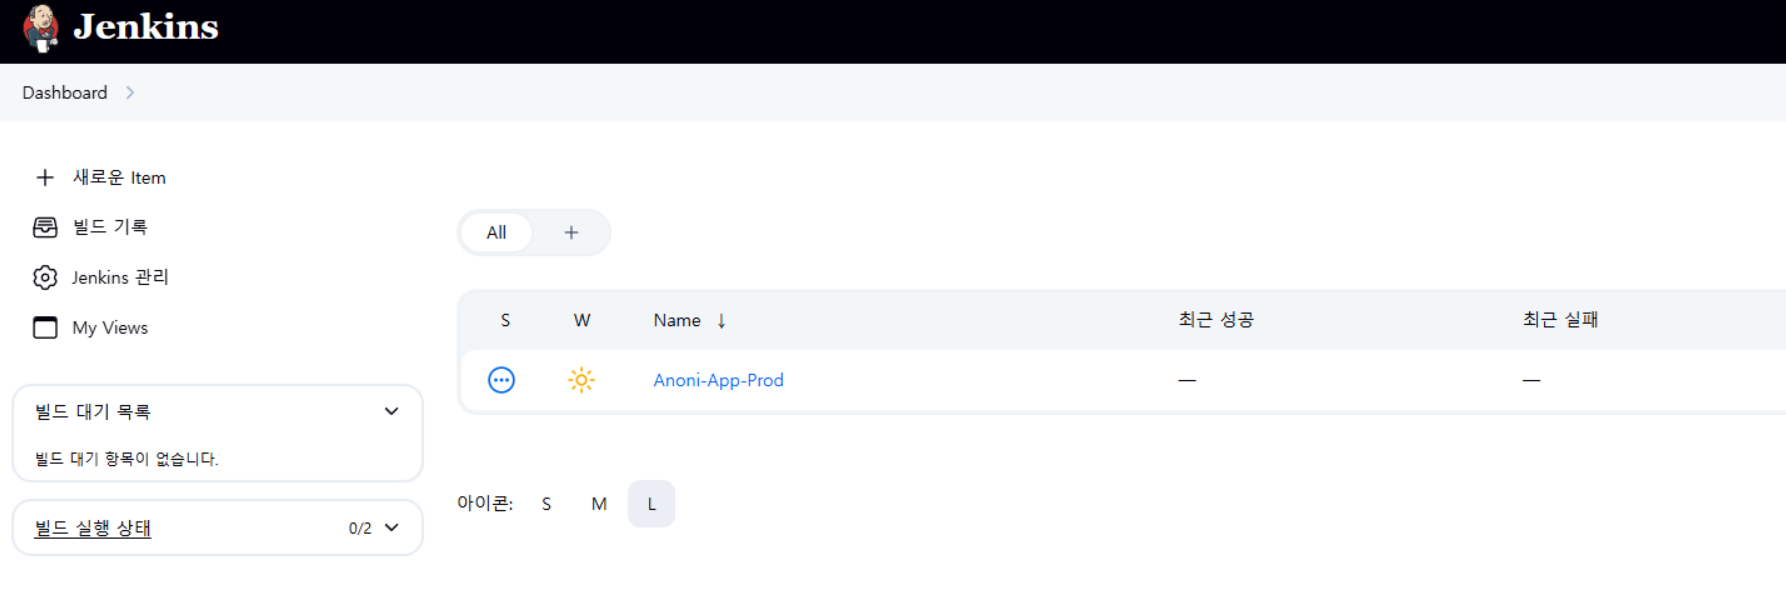 Jenkins
Dashboard
새로운 Item
빌드 기록
Jenkins 관리
My Views
빌드 대기 목록
빌드 대기 항목이 없습니다.
빌드 실행 상태 0/2
All +
S W Name ↓ 최근 성공 최근 실패
Anoni-App-Prod — —
아이콘: S M L